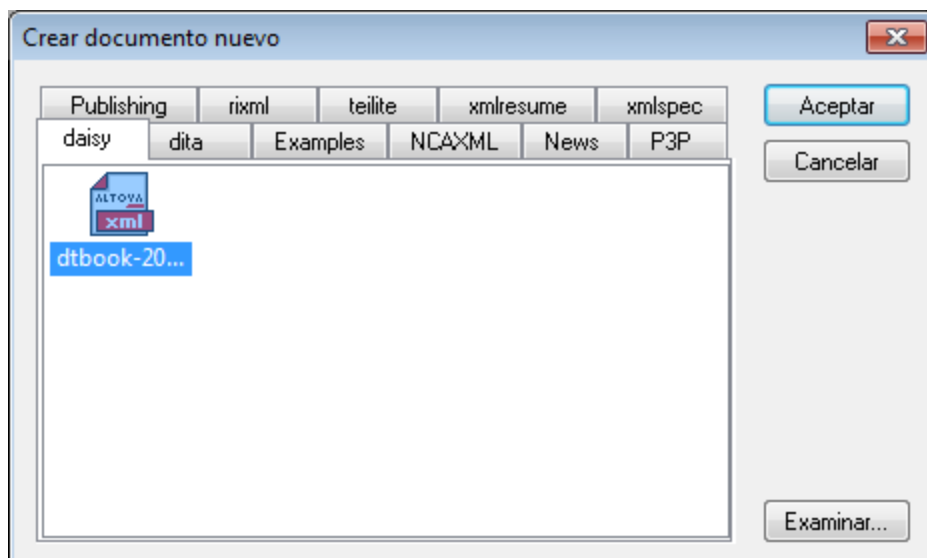 Crear documento nuevo
Publishing rixml teilite xmlresume xmlspec
daisy dita Examples NCAXML News P3P
Aceptar
Cancelar
ALTOVA
xml
dtbook-20...
Examinar...